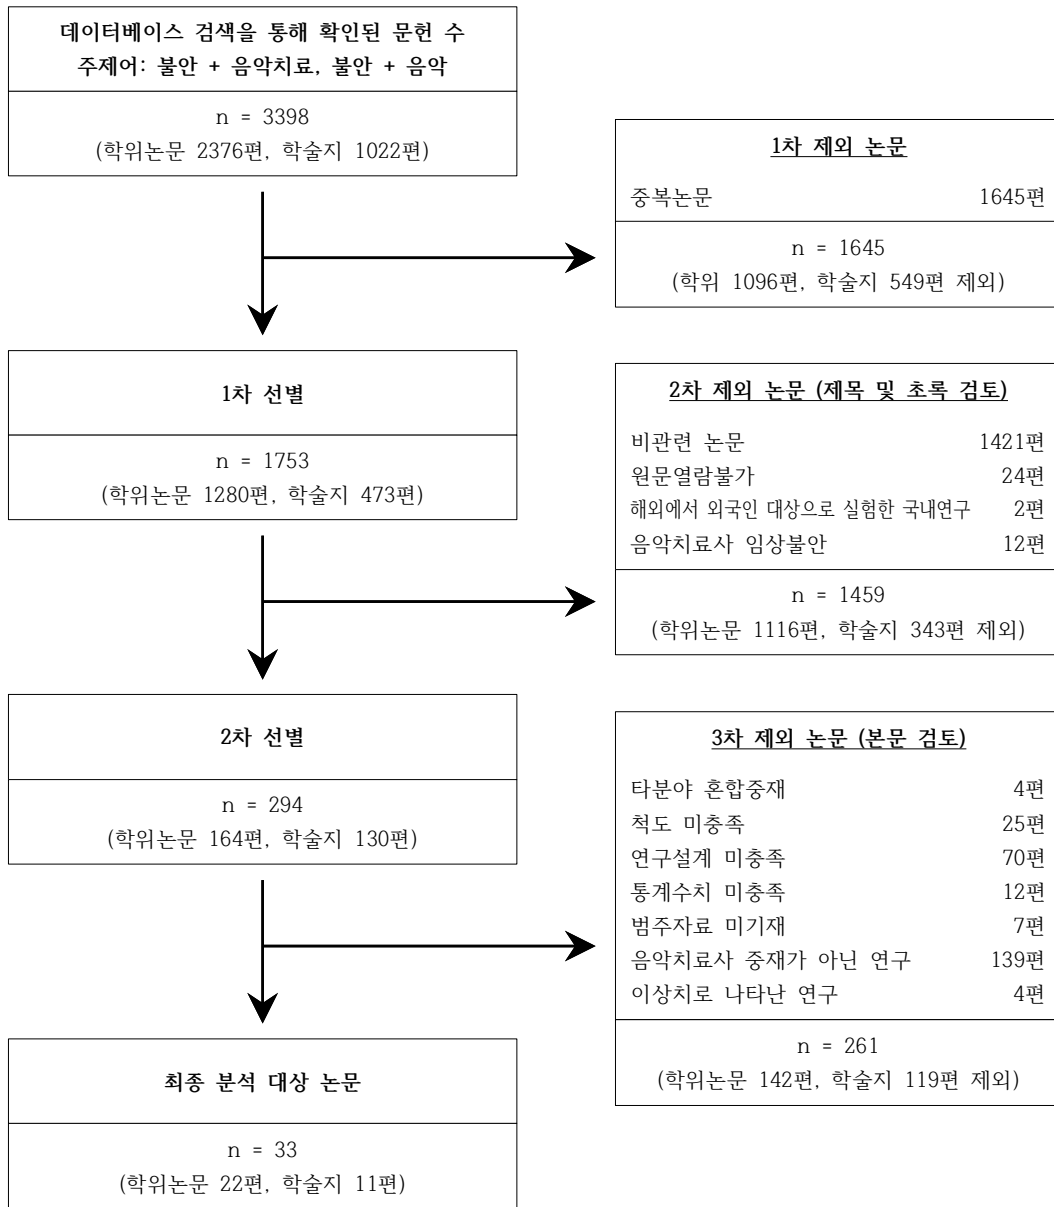 데이터베이스 검색을 통해 확인된 문헌 수
주제어: 불안 + 음악치료, 불안 + 음악
n = 3398
(학위논문 2376편, 학술지 1022편)
1차 제외 논문
중복논문 1645편
n = 1645
(학위 1096편, 학술지 549편 제외)
1차 선별
n = 1753
(학위논문 1280편, 학술지 473편)
2차 제외 논문 (제목 및 초록 검토)
비관련 논문 1421편
원문열람불가 24편
해외에서 외국인 대상으로 실험한 국내연구 2편
음악치료사 임상불안 12편
n = 1459
(학위논문 1116편, 학술지 343편 제외)
2차 선별
n = 294
(학위논문 164편, 학술지 130편)
3차 제외 논문 (본문 검토)
타분야 혼합중재 4편
척도 미충족 25편
연구설계 미충족 70편
통계수치 미충족 12편
범주자료 미기재 7편
음악치료사 중재가 아닌 연구 139편
이상치로 나타난 연구 4편
n = 261
(학위논문 142편, 학술지 119편 제외)
최종 분석 대상 논문
n = 33
(학위논문 22편, 학술지 11편)